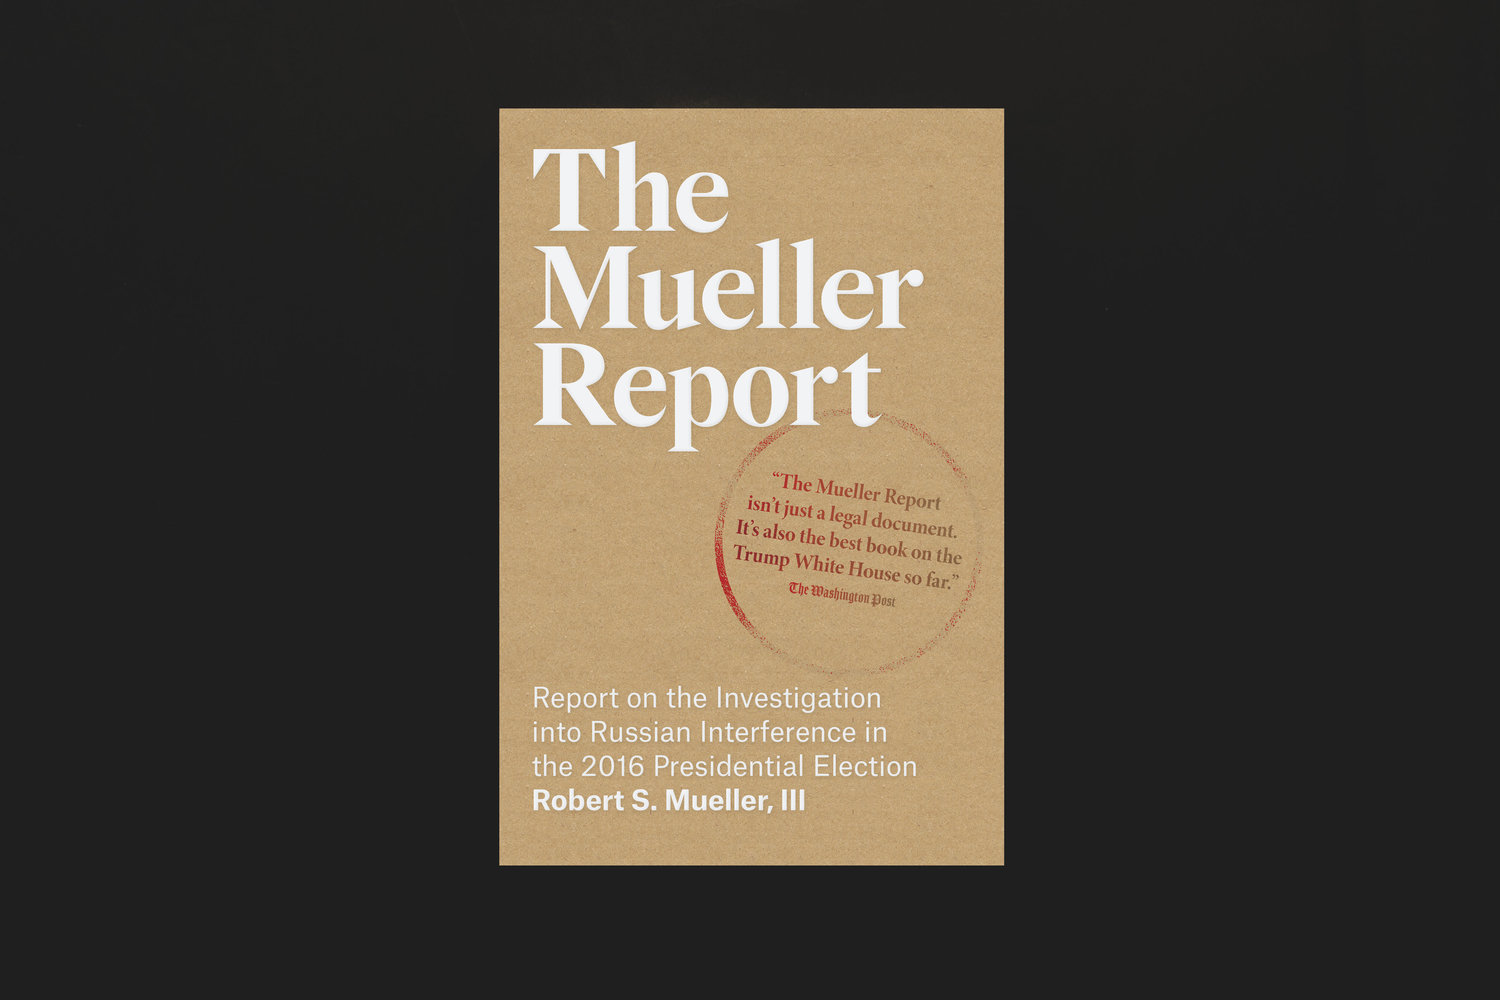 The
Mueller
Report
“The Mueller Report
isn’t just a legal document.
It’s also the best book on the
Trump White House so far.”
The Washington Post
Report on the Investigation
into Russian Interference in
the 2016 Presidential Election
Robert S. Mueller, III